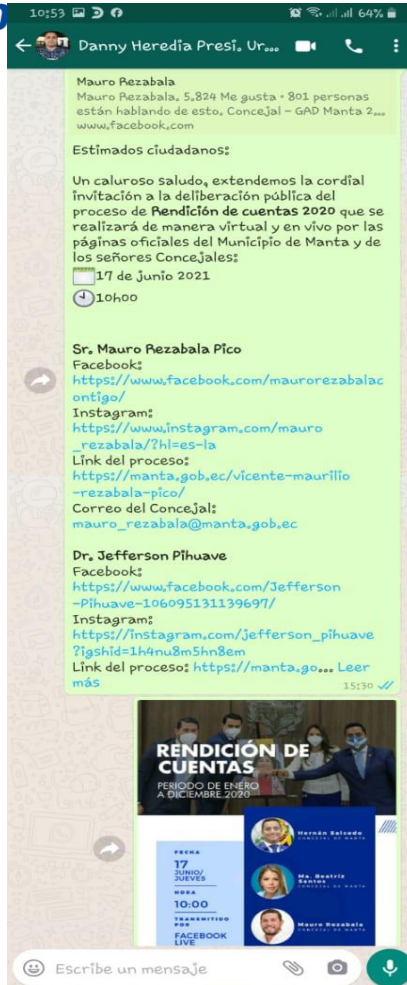 10:53
64%
Danny Heredia Presi. Ur...
Mauro Rezabala
Mauro Rezabala. 5.824 Me gusta · 801 personas
están hablando de esto. Concejal – GAD Manta 2...
www.facebook.com
Estimados ciudadanos:
Un caluroso saludo, extendemos la cordial
invitación a la deliberación pública del
proceso de Rendición de cuentas 2020 que se
realizará de manera virtual y en vivo por las
páginas oficiales del Municipio de Manta y de
los señores Concejales:
17 de junio 2021
10h00
Sr. Mauro Rezabala Pico
Facebook:
https://www.facebook.com/maurorezabalac
ontigo/
Instagram:
https://www.instagram.com/mauro
_rezabala/?hl=es-la
Link del proceso:
https://manta.gob.ec/vicente-maurilio
-rezabala-pico/
Correo del Concejal:
mauro_rezabala@manta.gob.ec
Dr. Jefferson Pihuave
Facebook:
https://www.facebook.com/Jefferson
-Pihuave-106095131139697/
Instagram:
https://instagram.com/jefferson_pihuave
?igshid=1h4nu8m5hn8em
Link del proceso: https://manta.go... Leer
más
15:30
RENDICIÓN DE
CUENTAS
PERIODO DE ENERO
A DICIEMBRE 2020
FECHA
17
JUNIO/
JUEVES
HORA
10:00
TRANSMITIDO
POR
FACEBOOK
LIVE
Hernán Salcedo
CONCEJAL DE MANTA
Ma. Beatriz
Santos
CONCEJAL DE MANTA
Mauro Rezabala
CONCEJAL DE MANTA
Escribe un mensaje